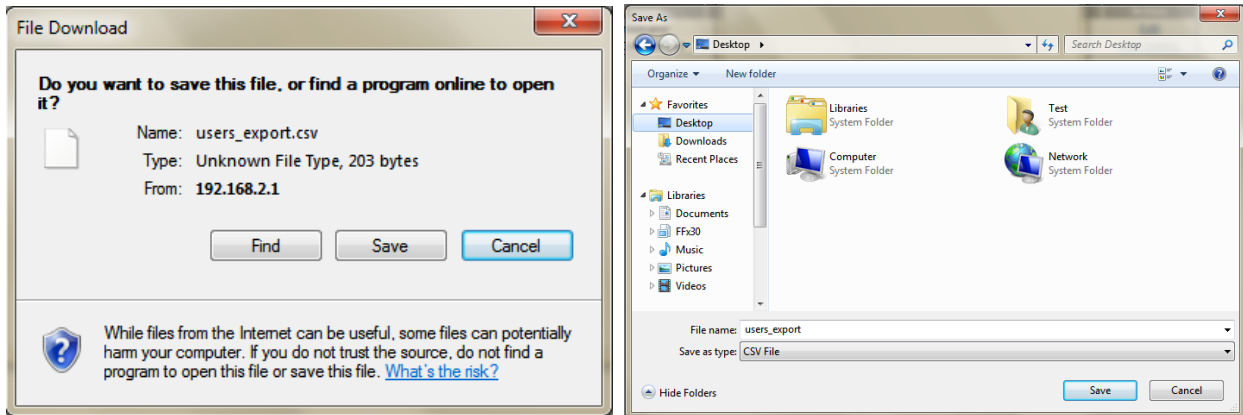 File Download
Do you want to save this file, or find a program online to open
it?
Name: users_export.csv
Type: Unknown File Type, 203 bytes
From: 192.168.2.1
Find Save Cancel
While files from the Internet can be useful, some files can potentially
harm your computer. If you do not trust the source, do not find a
program to open this file or save this file. What's the risk?
Save As
Desktop
Search Desktop
Organize New folder
Favorites
Desktop
Downloads
Recent Places
Libraries
Documents
FFx30
Music
Pictures
Videos
Libraries
System Folder
Test
System Folder
Computer
System Folder
Network
System Folder
File name: users_export
Save as type: CSV File
Hide Folders Save Cancel